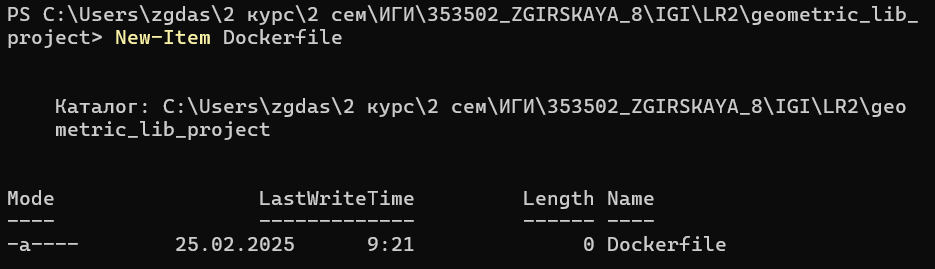 PS C:\Users\zgdas\2 курс\2 сем\ИГИ\353502_ZGIRSKAYA_8\IGI\LR2\geometric_lib_
project> New-Item Dockerfile
Каталог: C:\Users\zgdas\2 курс\2 сем\ИГИ\353502_ZGIRSKAYA_8\IGI\LR2\geo
metric_lib_project
Mode LastWriteTime Length Name
---- ------------- ------ ----
-a---- 25.02.2025 9:21 0 Dockerfile